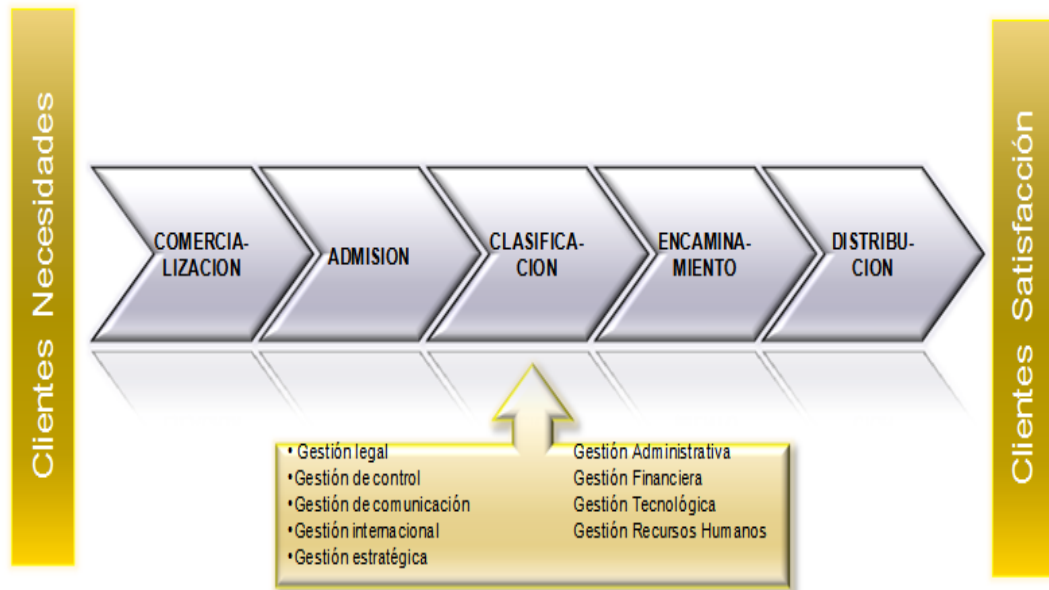 Clientes Necesidades
COMERCIA-
LIZACION
ADMISION
CLASIFICA-
CION
ENCAMINA-
MIENTO
DISTRIBU-
CION
Clientes Satisfacción
• Gestión legal
•Gestión de control
•Gestión de comunicación
•Gestión internacional
•Gestión estratégica
Gestión Administrativa
Gestión Financiera
Gestión Tecnológica
Gestión Recursos Humanos